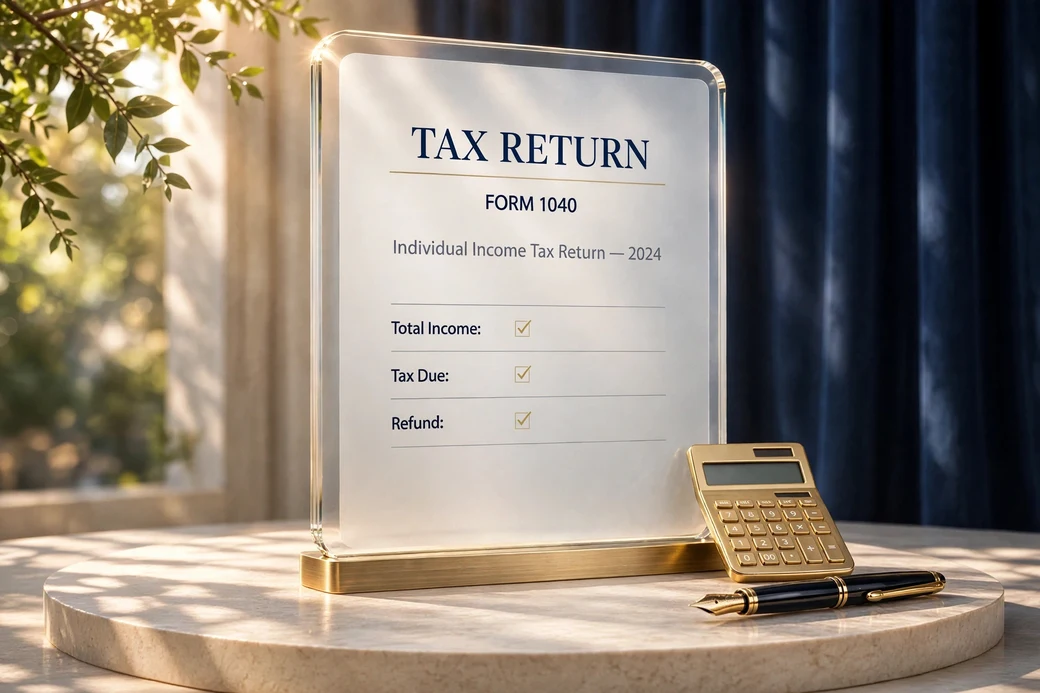 TAX RETURN
FORM 1040
Individual Income Tax Return — 2024
Total Income: ☑
Tax Due: ☑
Refund: ☑